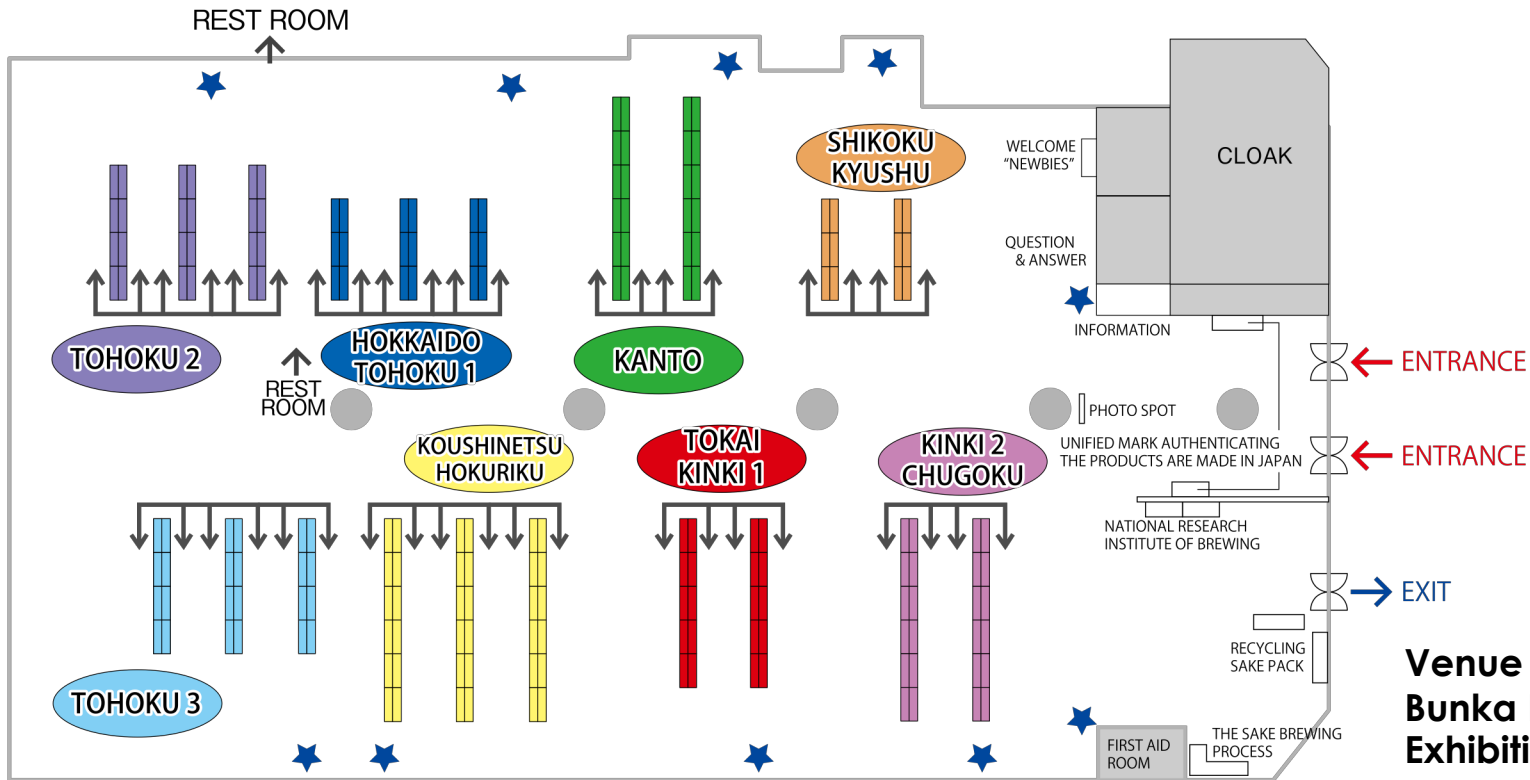 REST ROOM
SHIKOKU
KYUSHU
WELCOME
"NEWBIES"
CLOAK
QUESTION
& ANSWER
INFORMATION
TOHOKU 2
HOKKAIDO
TOHOKU 1
KANTO
REST
ROOM
ENTRANCE
PHOTO SPOT
KOUSHINETSU
HOKURIKU
TOKAI
KINKI 1
KINKI 2
CHUGOKU
UNIFIED MARK AUTHENTICATING
THE PRODUCTS ARE MADE IN JAPAN
ENTRANCE
NATIONAL RESEARCH
INSTITUTE OF BREWING
EXIT
RECYCLING
SAKE PACK
TOHOKU 3
FIRST AID
ROOM
THE SAKE BREWING
PROCESS
Venue
Bunka
Exhibiti